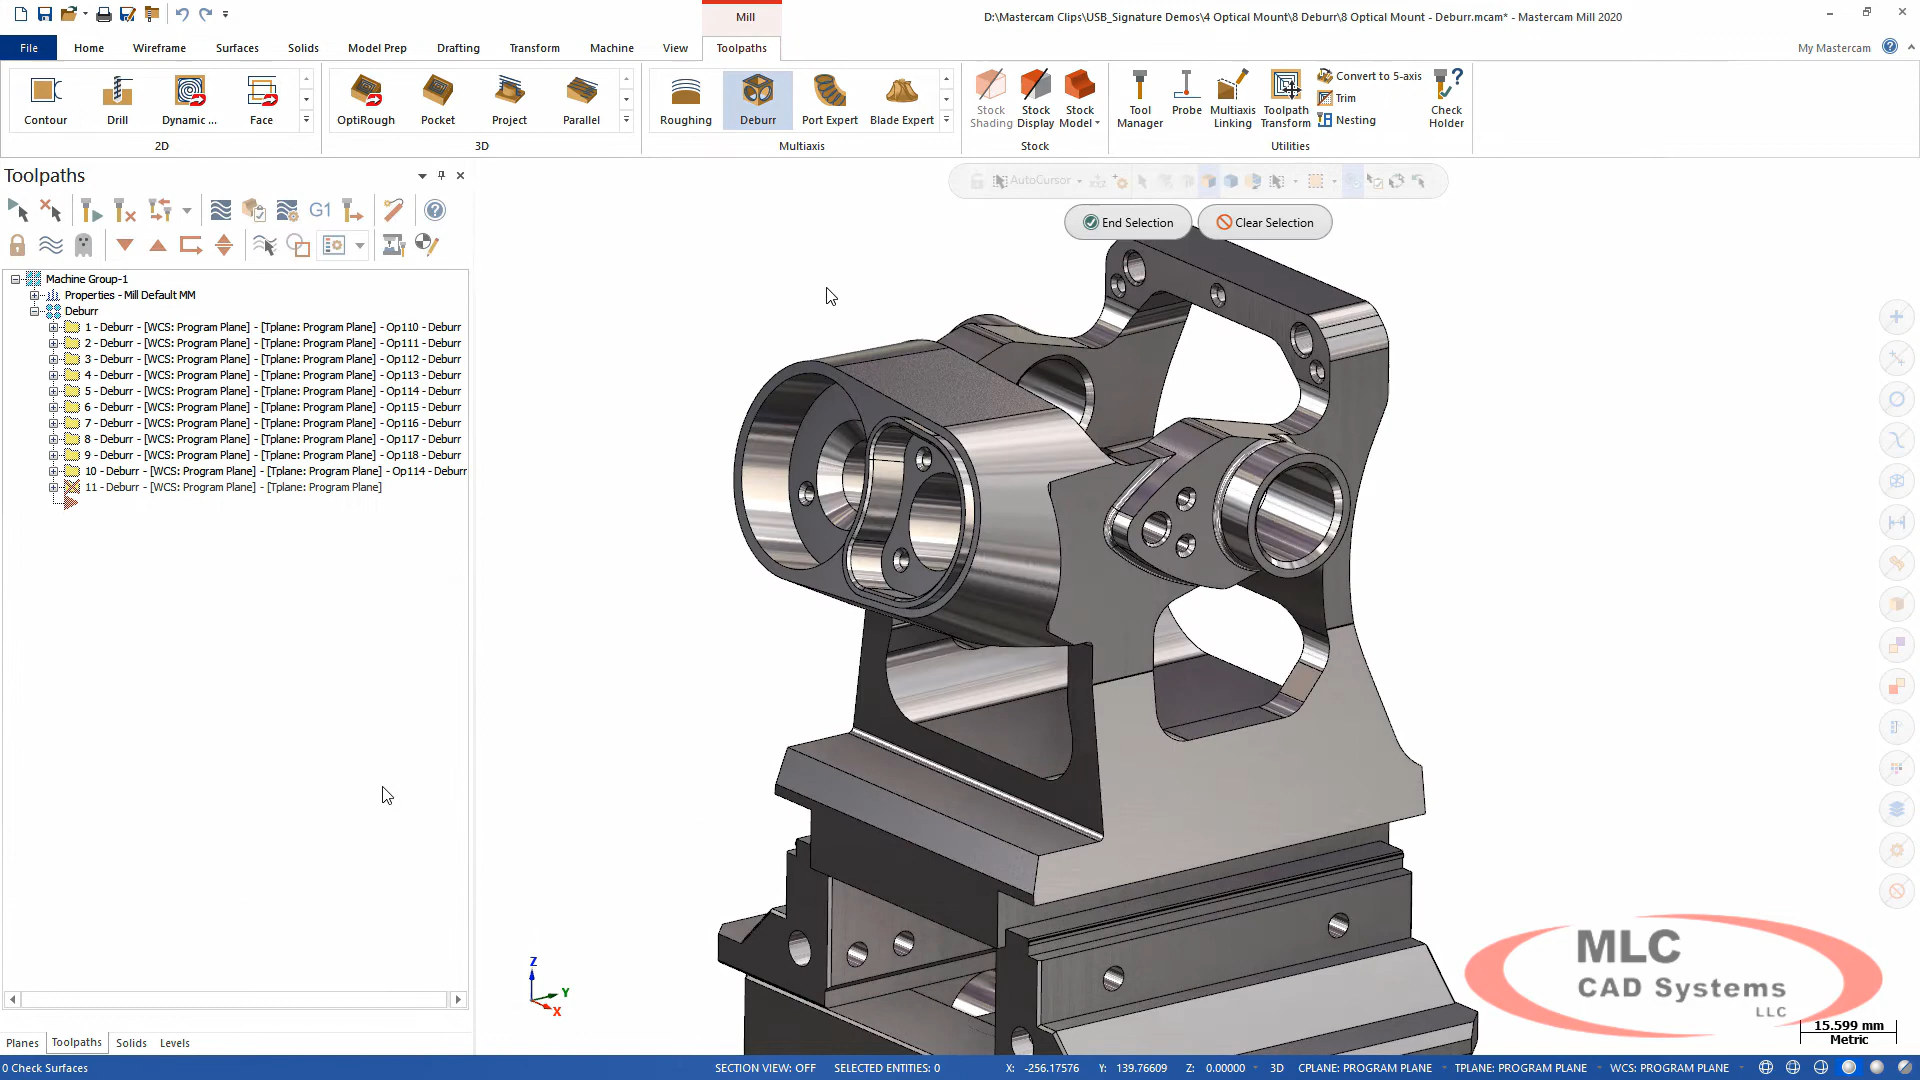 Mill
D:\Mastercam Clips\USB_Signature Demos\4 Optical Mount\8 Deburr\8 Optical Mount - Deburr.mcam* - Mastercam Mill 2020
File Home Wireframe Surfaces Solids Model Prep Drafting Transform Machine View Toolpaths My Mastercam
Contour Drill Dynamic ... Face OptiRough Pocket Project Parallel Roughing Deburr Port Expert Blade Expert
Stock Shading Stock Display Stock Model Tool Manager Probe Multiaxis Linking Toolpath Transform Check Holder
Convert to 5-axis
Trim
Nesting
2D 3D Multiaxis Stock Utilities
Toolpaths
AutoCursor
G1
End Selection Clear Selection
Machine Group-1
Properties - Mill Default MM
Deburr
1 - Deburr - [WCS: Program Plane] - [Tplane: Program Plane] - Op110 - Deburr
2 - Deburr - [WCS: Program Plane] - [Tplane: Program Plane] - Op111 - Deburr
3 - Deburr - [WCS: Program Plane] - [Tplane: Program Plane] - Op112 - Deburr
4 - Deburr - [WCS: Program Plane] - [Tplane: Program Plane] - Op113 - Deburr
5 - Deburr - [WCS: Program Plane] - [Tplane: Program Plane] - Op114 - Deburr
6 - Deburr - [WCS: Program Plane] - [Tplane: Program Plane] - Op115 - Deburr
7 - Deburr - [WCS: Program Plane] - [Tplane: Program Plane] - Op116 - Deburr
8 - Deburr - [WCS: Program Plane] - [Tplane: Program Plane] - Op117 - Deburr
9 - Deburr - [WCS: Program Plane] - [Tplane: Program Plane] - Op118 - Deburr
10 - Deburr - [WCS: Program Plane] - [Tplane: Program Plane] - Op114 - Deburr
11 - Deburr - [WCS: Program Plane] - [Tplane: Program Plane]
Z
Y
X
MLC
CAD Systems
LLC
15.599 mm
Metric
Planes Toolpaths Solids Levels
0 Check Surfaces SECTION VIEW: OFF SELECTED ENTITIES: 0 X: -256.17576 Y: 139.76609 Z: 0.00000 3D CPLANE: PROGRAM PLANE TPLANE: PROGRAM PLANE WCS: PROGRAM PLANE